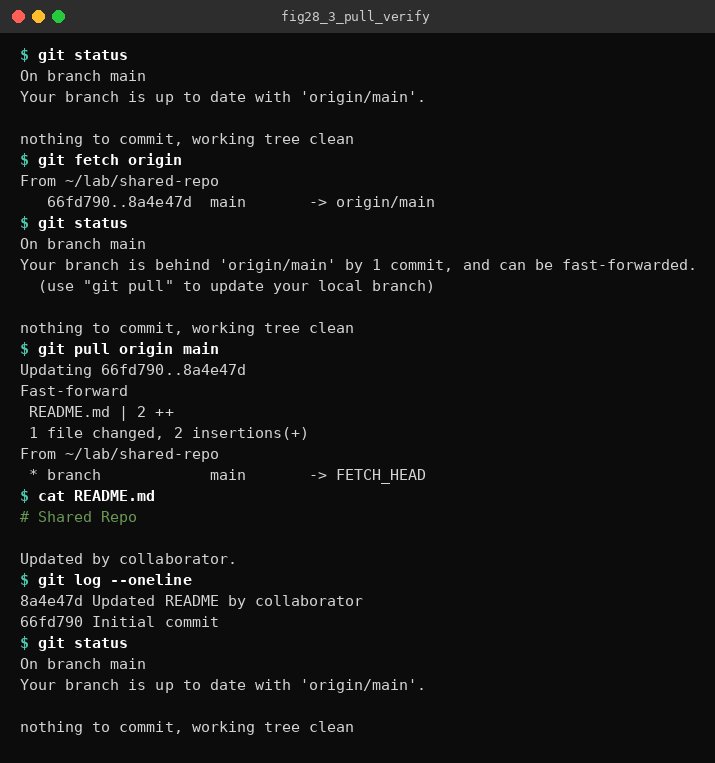 fig28_3_pull_verify
$ git status
On branch main
Your branch is up to date with 'origin/main'.

nothing to commit, working tree clean
$ git fetch origin
From ~/lab/shared-repo
   66fd790..8a4e47d  main       -> origin/main
$ git status
On branch main
Your branch is behind 'origin/main' by 1 commit, and can be fast-forwarded.
  (use "git pull" to update your local branch)

nothing to commit, working tree clean
$ git pull origin main
Updating 66fd790..8a4e47d
Fast-forward
 README.md | 2 ++
 1 file changed, 2 insertions(+)
From ~/lab/shared-repo
 * branch            main       -> FETCH_HEAD
$ cat README.md
# Shared Repo

Updated by collaborator.
$ git log --oneline
8a4e47d Updated README by collaborator
66fd790 Initial commit
$ git status
On branch main
Your branch is up to date with 'origin/main'.

nothing to commit, working tree clean